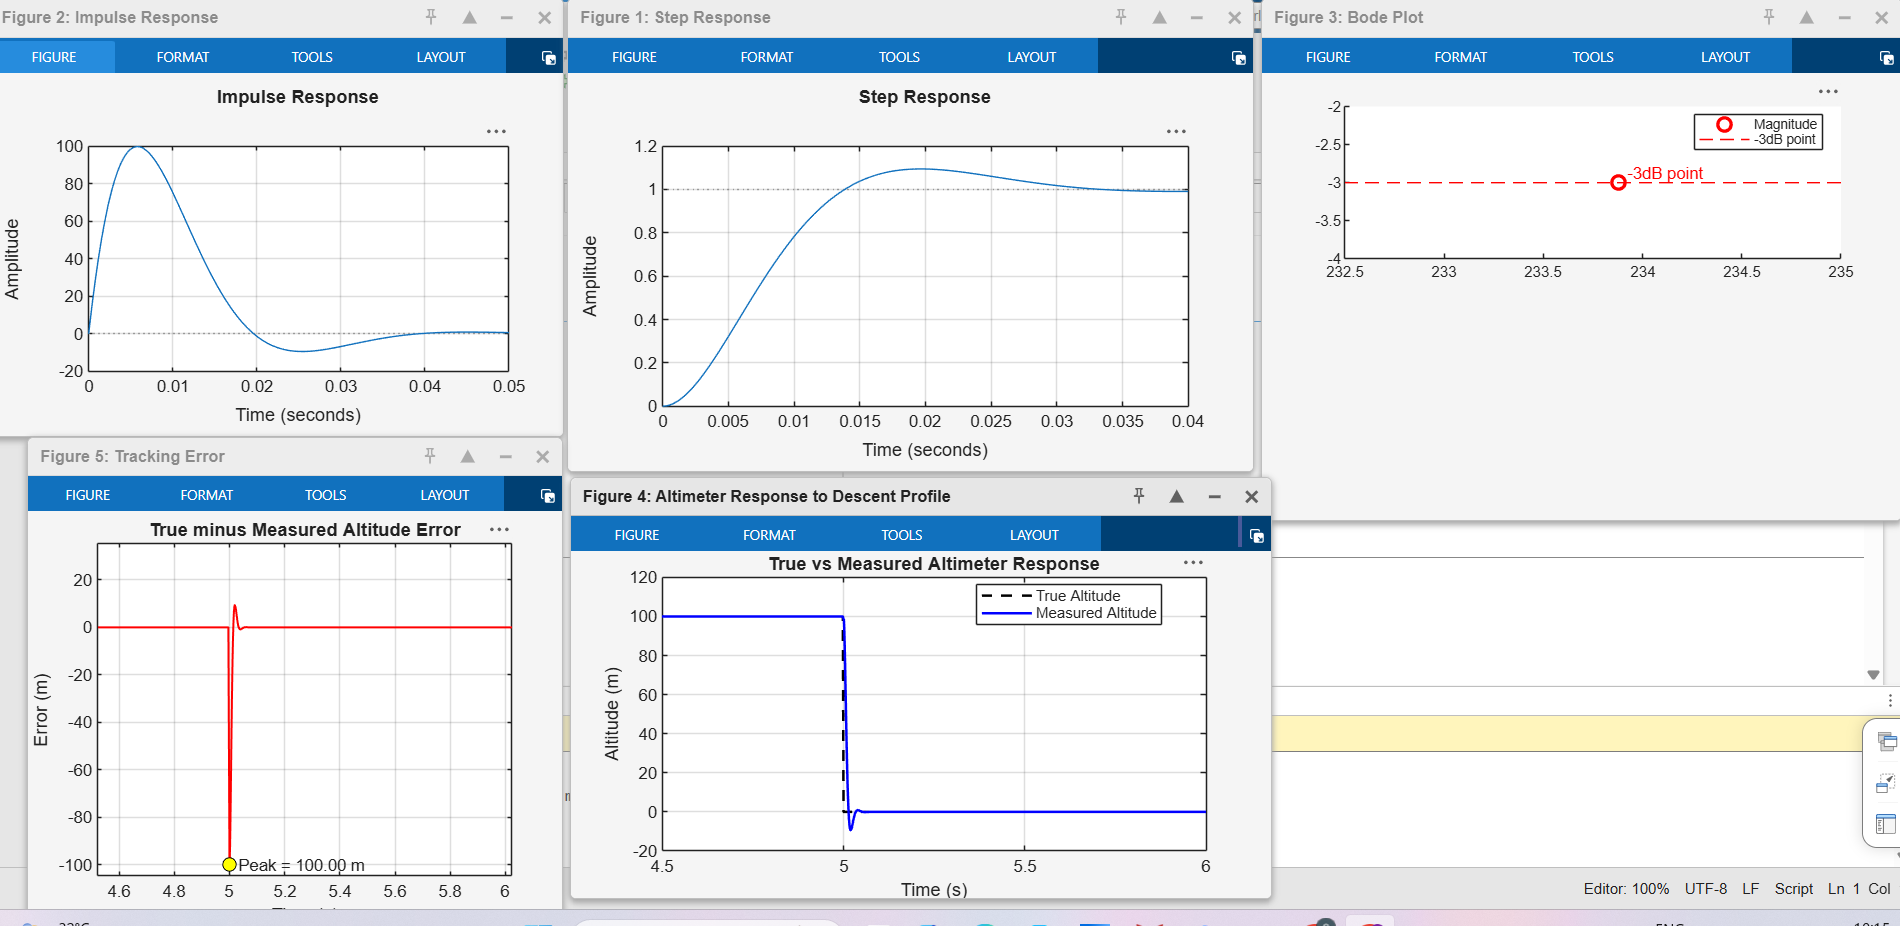 Figure 2: Impulse Response
FIGURE FORMAT TOOLS LAYOUT
Impulse Response
100
80
60
40
20
0
-20
Amplitude
0 0.01 0.02 0.03 0.04 0.05
Time (seconds)
Figure 1: Step Response
FIGURE FORMAT TOOLS LAYOUT
Step Response
1.2
1
0.8
0.6
0.4
0.2
0
Amplitude
0 0.005 0.01 0.015 0.02 0.025 0.03 0.035 0.04
Time (seconds)
Figure 3: Bode Plot
FIGURE FORMAT TOOLS LAYOUT
-2
-2.5
-3
-3.5
-4
Magnitude
-3dB point
-3dB point
232.5 233 233.5 234 234.5 235
Figure 5: Tracking Error
FIGURE FORMAT TOOLS LAYOUT
True minus Measured Altitude Error
20
0
-20
-40
-60
-80
-100
Error (m)
Peak = 100.00 m
4.6 4.8 5 5.2 5.4 5.6 5.8 6
Figure 4: Altimeter Response to Descent Profile
FIGURE FORMAT TOOLS LAYOUT
True vs Measured Altimeter Response
120
100
80
60
40
20
0
-20
Altitude (m)
True Altitude
Measured Altitude
4.5 5 5.5 6
Time (s)
Editor: 100% UTF-8 LF Script Ln 1 Col